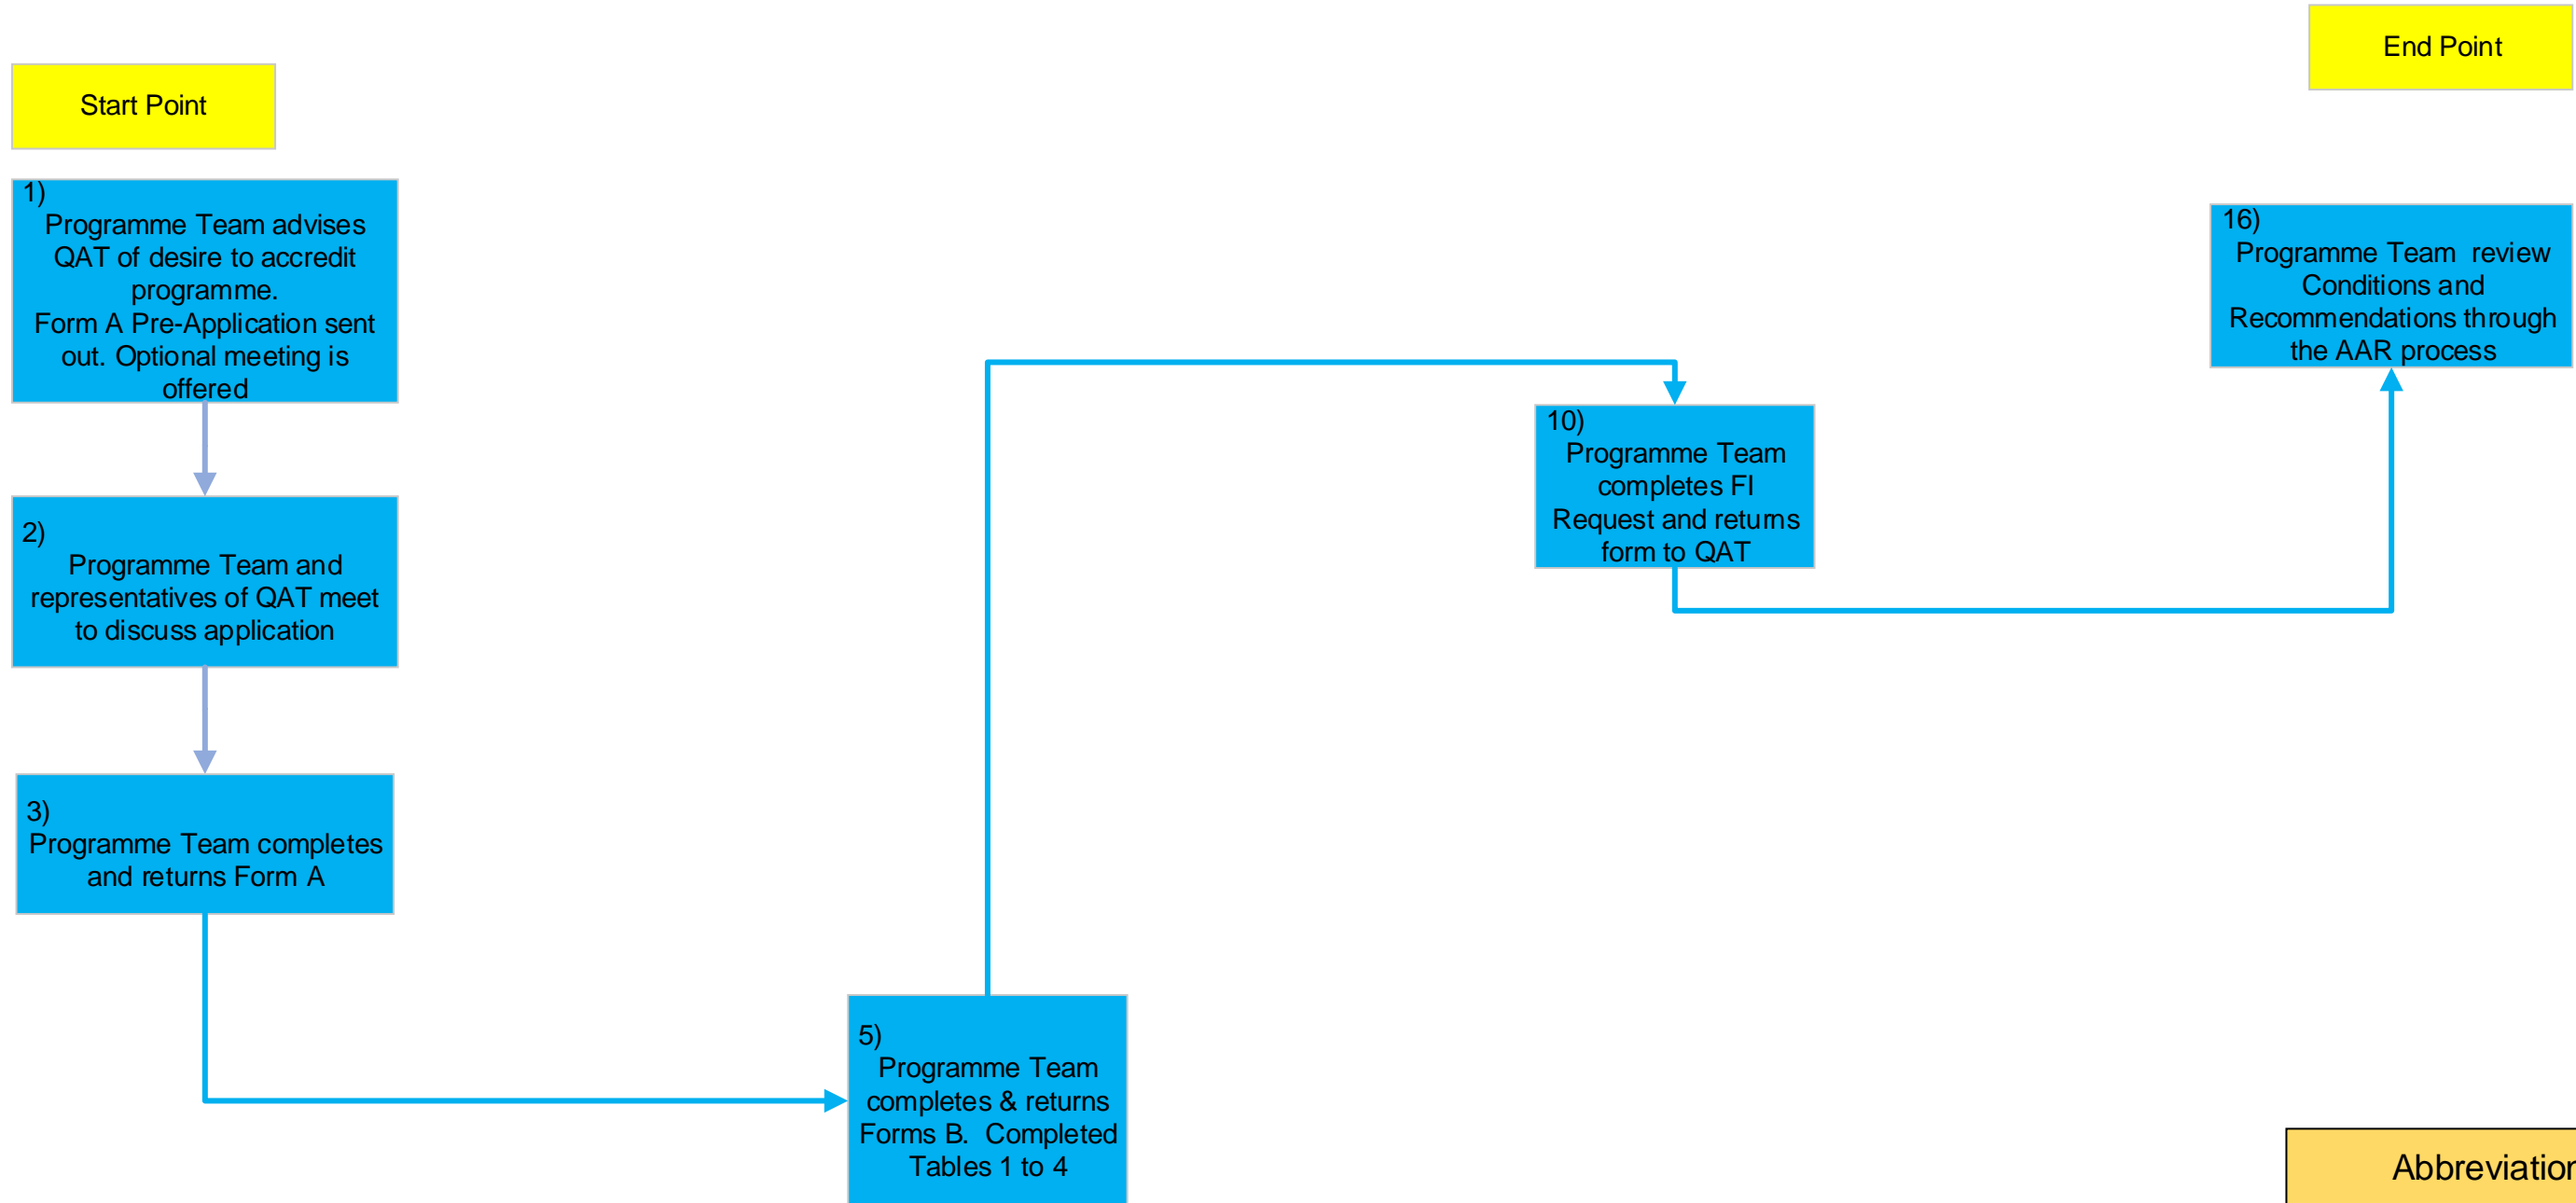 Start Point
End Point
1)
Programme Team advises
QAT of desire to accredit
programme.
Form A Pre-Application sent
out. Optional meeting is
offered
2)
Programme Team and
representatives of QAT meet
to discuss application
3)
Programme Team completes
and returns Form A
5)
Programme Team
completes & returns
Forms B. Completed
Tables 1 to 4
10)
Programme Team
completes FI
Request and returns
form to QAT
16)
Programme Team review
Conditions and
Recommendations through
the AAR process
Abbreviation